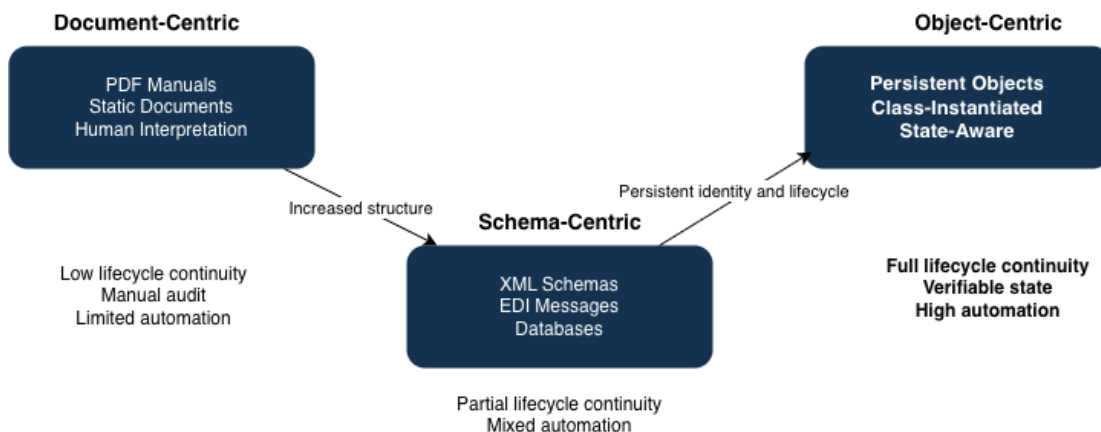 Document-Centric
PDF Manuals
Static Documents
Human Interpretation
Increased structure
Low lifecycle continuity
Manual audit
Limited automation
Schema-Centric
XML Schemas
EDI Messages
Databases
Partial lifecycle continuity
Mixed automation
Persistent identity and lifecycle
Object-Centric
Persistent Objects
Class-Instantiated
State-Aware
Full lifecycle continuity
Verifiable state
High automation